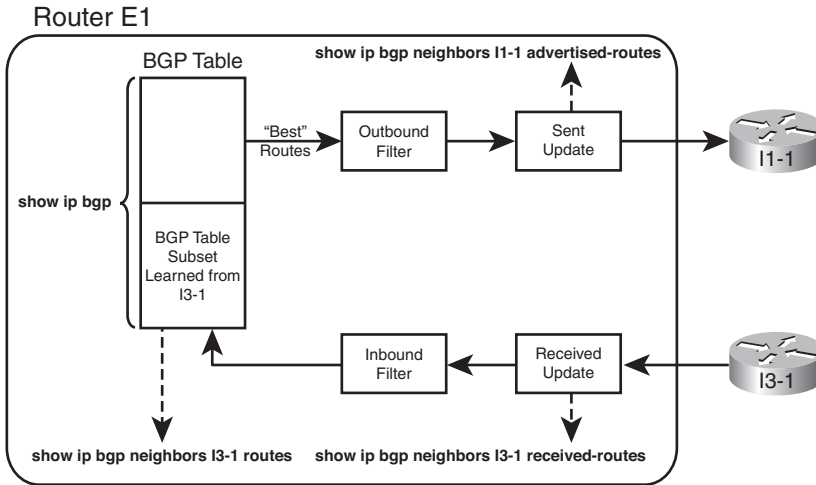 Router E1
BGP Table
show ip bgp neighbors I1-1 advertised-routes
"Best"
Routes
Outbound
Filter
Sent
Update
I1-1
show ip bgp
BGP Table
Subset
Learned from
I3-1
Inbound
Filter
Received
Update
I3-1
show ip bgp neighbors I3-1 routes
show ip bgp neighbors I3-1 received-routes